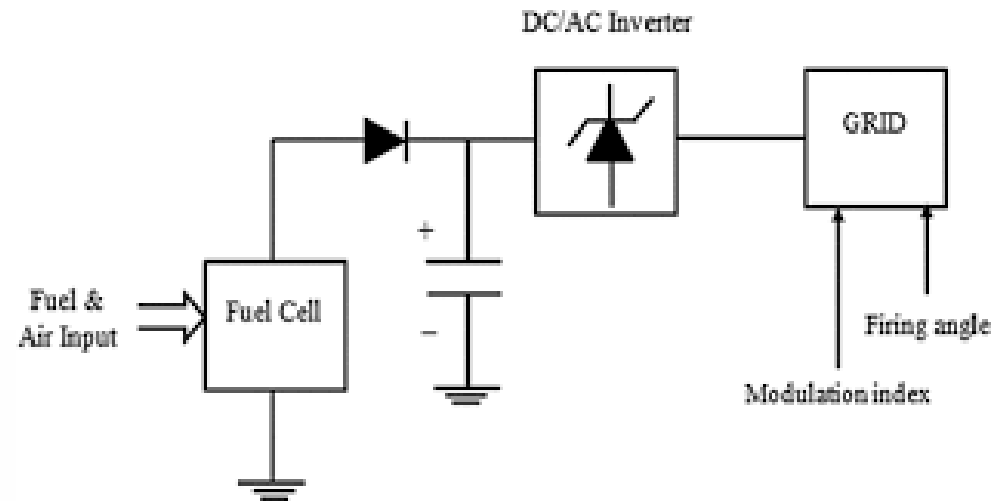 DC/AC Inverter
GRID
+
Fuel &
Air Input
Fuel Cell
−
Firing angle
Modulation index